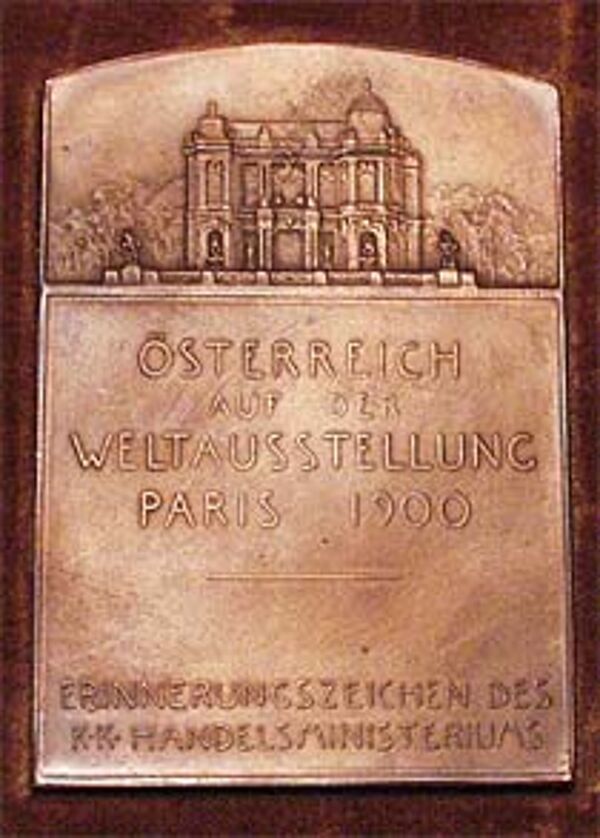 ÖSTERREICH
AUF DER
WELTAUSSTELLUNG
PARIS 1900
ERINNERUNGSZEICHEN DES
K·K· HANDELSMINISTERIUMS